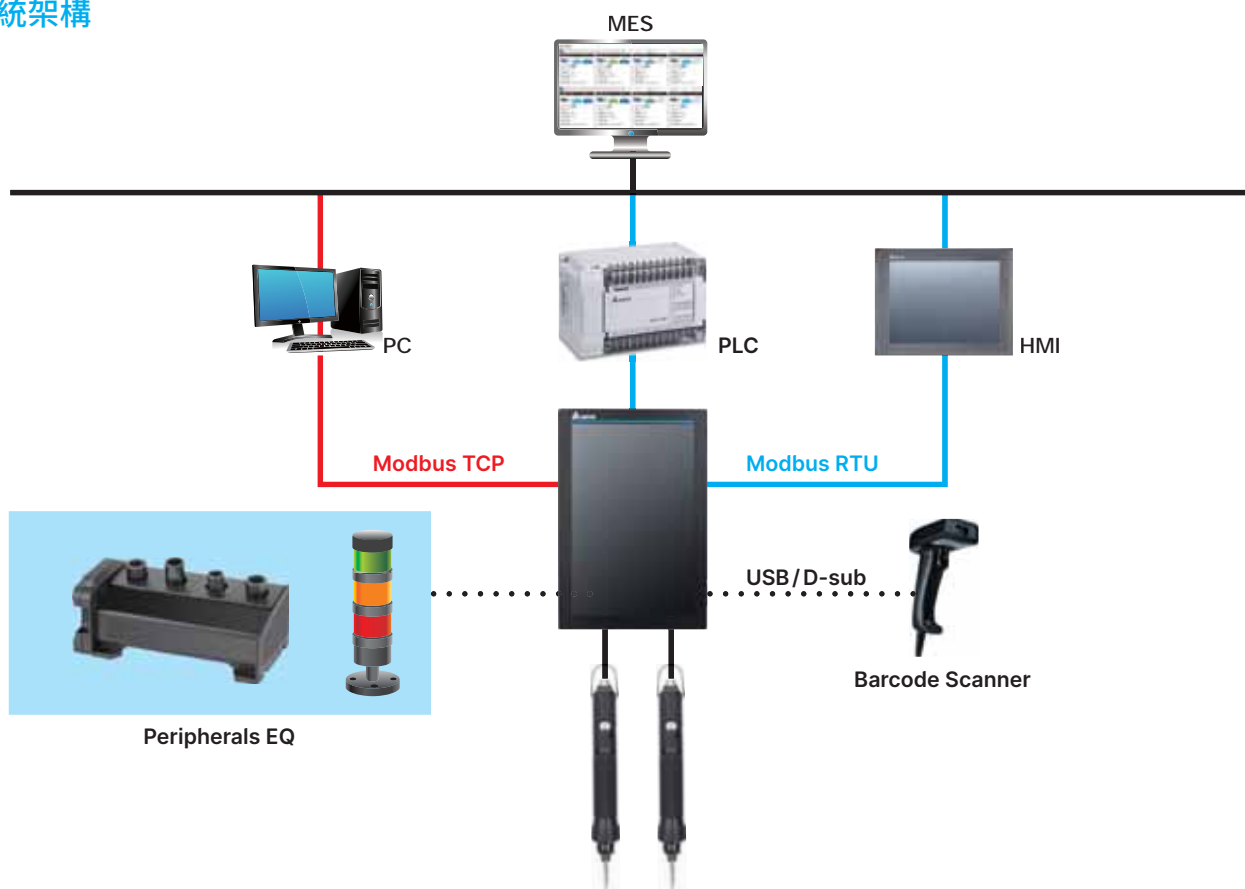 統架構
MES
PC
PLC
HMI
Modbus TCP
Modbus RTU
USB/D-sub
Barcode Scanner
Peripherals EQ